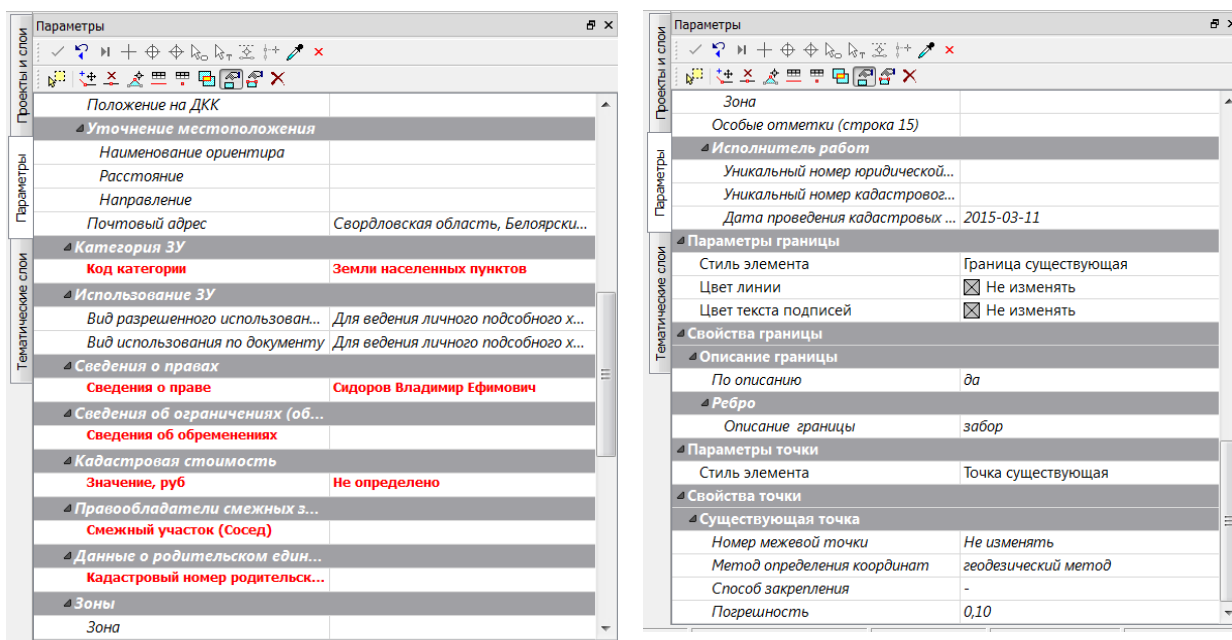 Параметры
Проекты и слои
Параметры
Тематические слои
Положение на ДКК
Уточнение местоположения
Наименование ориентира
Расстояние
Направление
Почтовый адрес Свордловская область, Белоярски...
Категория ЗУ
Код категории Земли населенных пунктов
Использование ЗУ
Вид разрешенного использован... Для ведения личного подсобного х...
Вид использования по документу Для ведения личного подсобного х...
Сведения о правах
Сведения о праве Сидоров Владимир Ефимович
Сведения об ограничениях (об...
Сведения об обременениях
Кадастровая стоимость
Значение, руб Не определено
Правообладатели смежных з...
Смежный участок (Сосед)
Данные о родительском един...
Кадастровый номер родительск...
Зоны
Зона
Параметры
Проекты и слои
Параметры
Тематические слои
Зона
Особые отметки (строка 15)
Исполнитель работ
Уникальный номер юридической...
Уникальный номер кадастровог...
Дата проведения кадастровых ... 2015-03-11
Параметры границы
Стиль элемента Граница существующая
Цвет линии Не изменять
Цвет текста подписей Не изменять
Свойства границы
Описание границы
По описанию да
Ребро
Описание границы забор
Параметры точки
Стиль элемента Точка существующая
Свойства точки
Существующая точка
Номер межевой точки Не изменять
Метод определения координат геодезический метод
Способ закрепления -
Погрешность 0,10